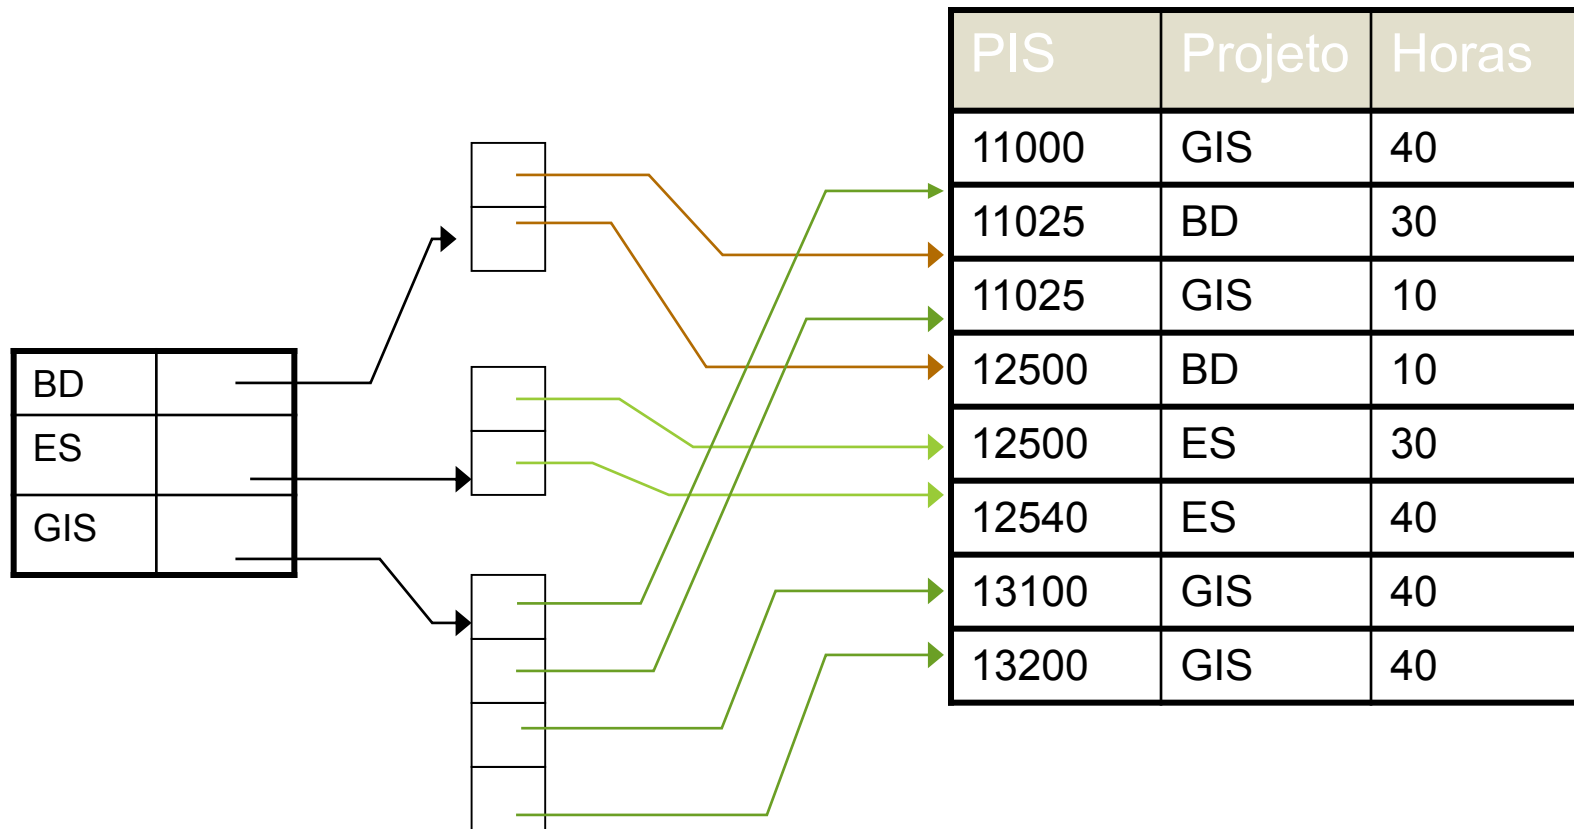 PIS Projeto Horas
11000 GIS 40
11025 BD 30
11025 GIS 10
12500 BD 10
12500 ES 30
12540 ES 40
13100 GIS 40
13200 GIS 40
BD
ES
GIS